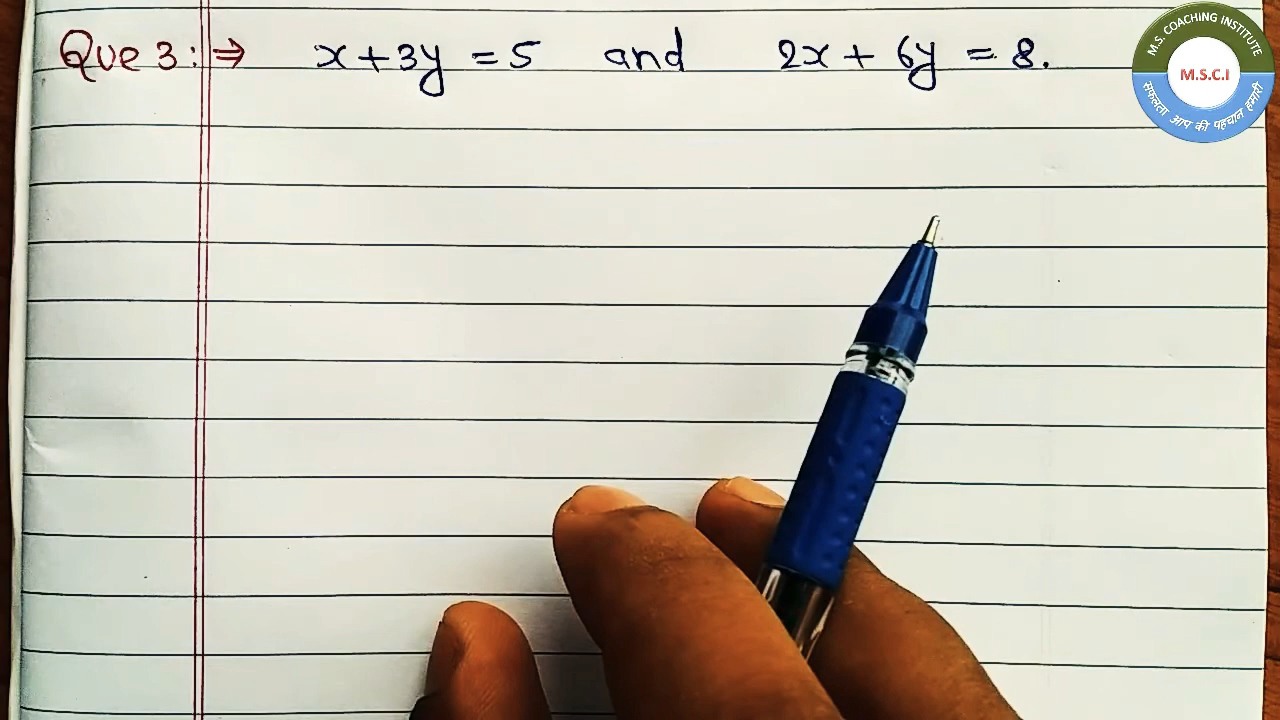 Que 3:⇒ x + 3y = 5 and 2x + 6y = 8.
M.S. COACHING INSTITUTE
M.S.C.I
सफलता आप की पहचान हमारी